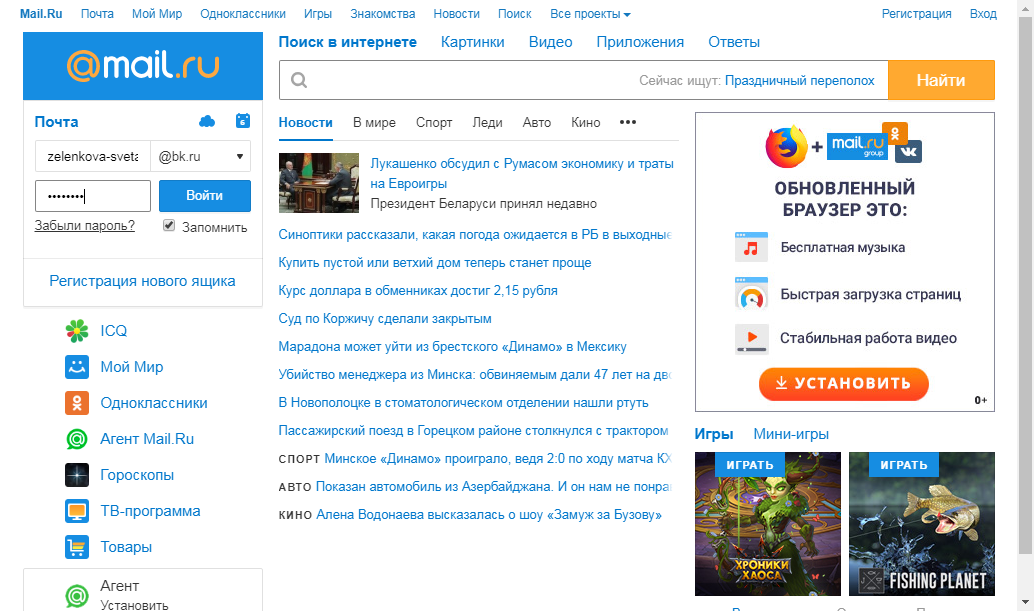 Mail.Ru Почта Мой Мир Одноклассники Игры Знакомства Новости Поиск Все проекты Регистрация Вход
@mail.ru
Поиск в интернете Картинки Видео Приложения Ответы
Сейчас ищут: Праздничный переполох Найти
Почта 6
zelenkova-sveta @bk.ru
•••••••• Войти
Забыли пароль? Запомнить
Регистрация нового ящика
ICQ
Мой Мир
Одноклассники
Агент Mail.Ru
Гороскопы
ТВ-программа
Товары
Агент
Установить
Новости В мире Спорт Леди Авто Кино •••
Лукашенко обсудил с Румасом экономику и траты
на Евроигры
Президент Беларуси принял недавно
Синоптики рассказали, какая погода ожидается в РБ в выходные
Купить пустой или ветхий дом теперь станет проще
Курс доллара в обменниках достиг 2,15 рубля
Суд по Коржичу сделали закрытым
Марадона может уйти из брестского «Динамо» в Мексику
Убийство менеджера из Минска: обвиняемым дали 47 лет на дво
В Новополоцке в стоматологическом отделении нашли ртуть
Пассажирский поезд в Горецком районе столкнулся с трактором
СПОРТ Минское «Динамо» проиграло, ведя 2:0 по ходу матча КХ
АВТО Показан автомобиль из Азербайджана. И он нам не понра
КИНО Алена Водонаева высказалась о шоу «Замуж за Бузову»
+ mail.ru group
ОБНОВЛЕННЫЙ
БРАУЗЕР ЭТО:
Бесплатная музыка
Быстрая загрузка страниц
Стабильная работа видео
УСТАНОВИТЬ
0+
Игры Мини-игры
ИГРАТЬ ИГРАТЬ
ХРОНИКИ
ХАОСА
FISHING PLANET